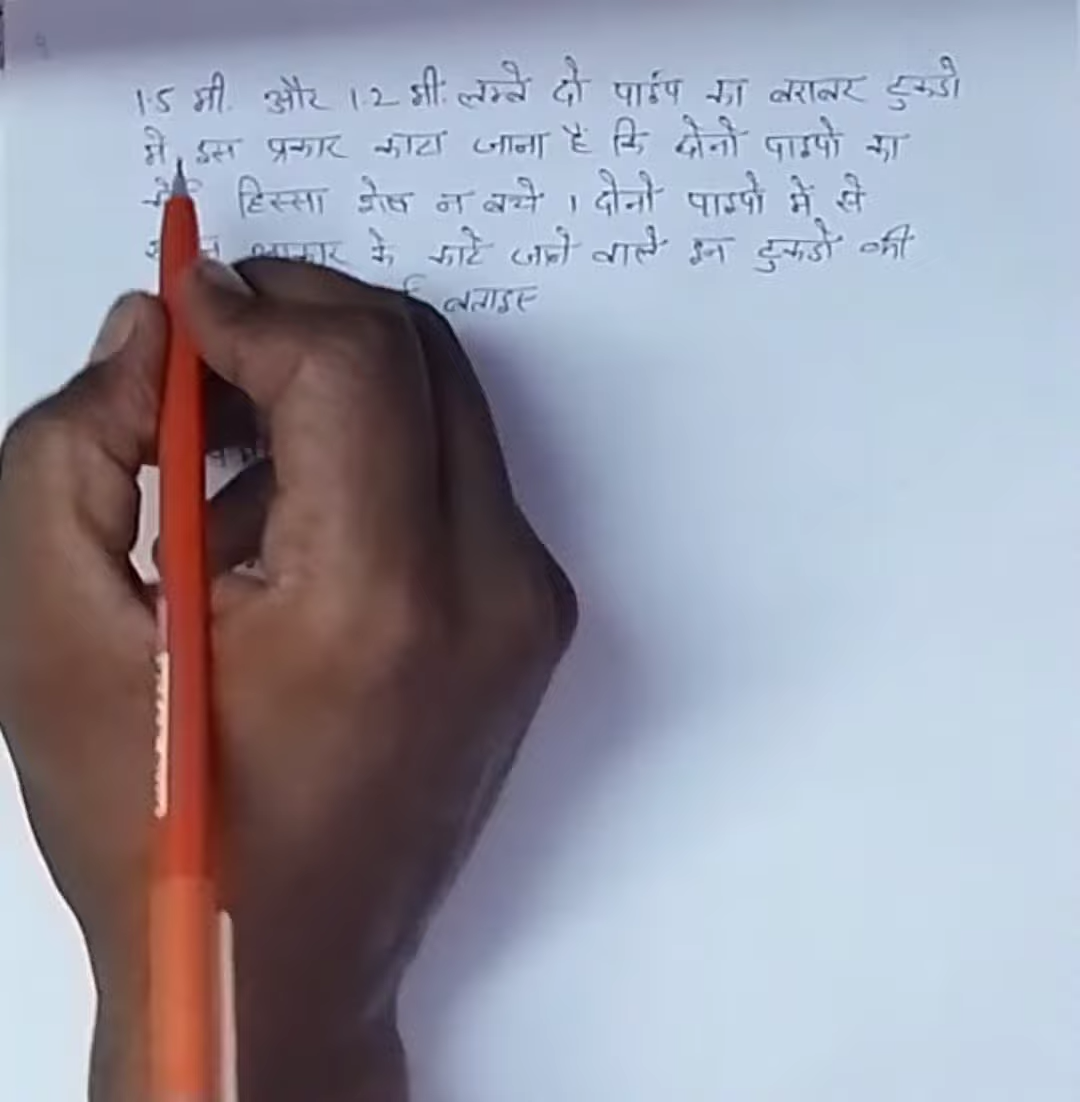 1.5 मी. और 1.2 मी. लम्बे दो पाईप का बराबर टुकडो
मे इस प्रकार काटा जाना है कि दोनो पाइपो का
हिस्सा शेष न बचे । दोनो पाइपो में से
आकार के काटे जाने वाले इन टुकडो की
बताइए